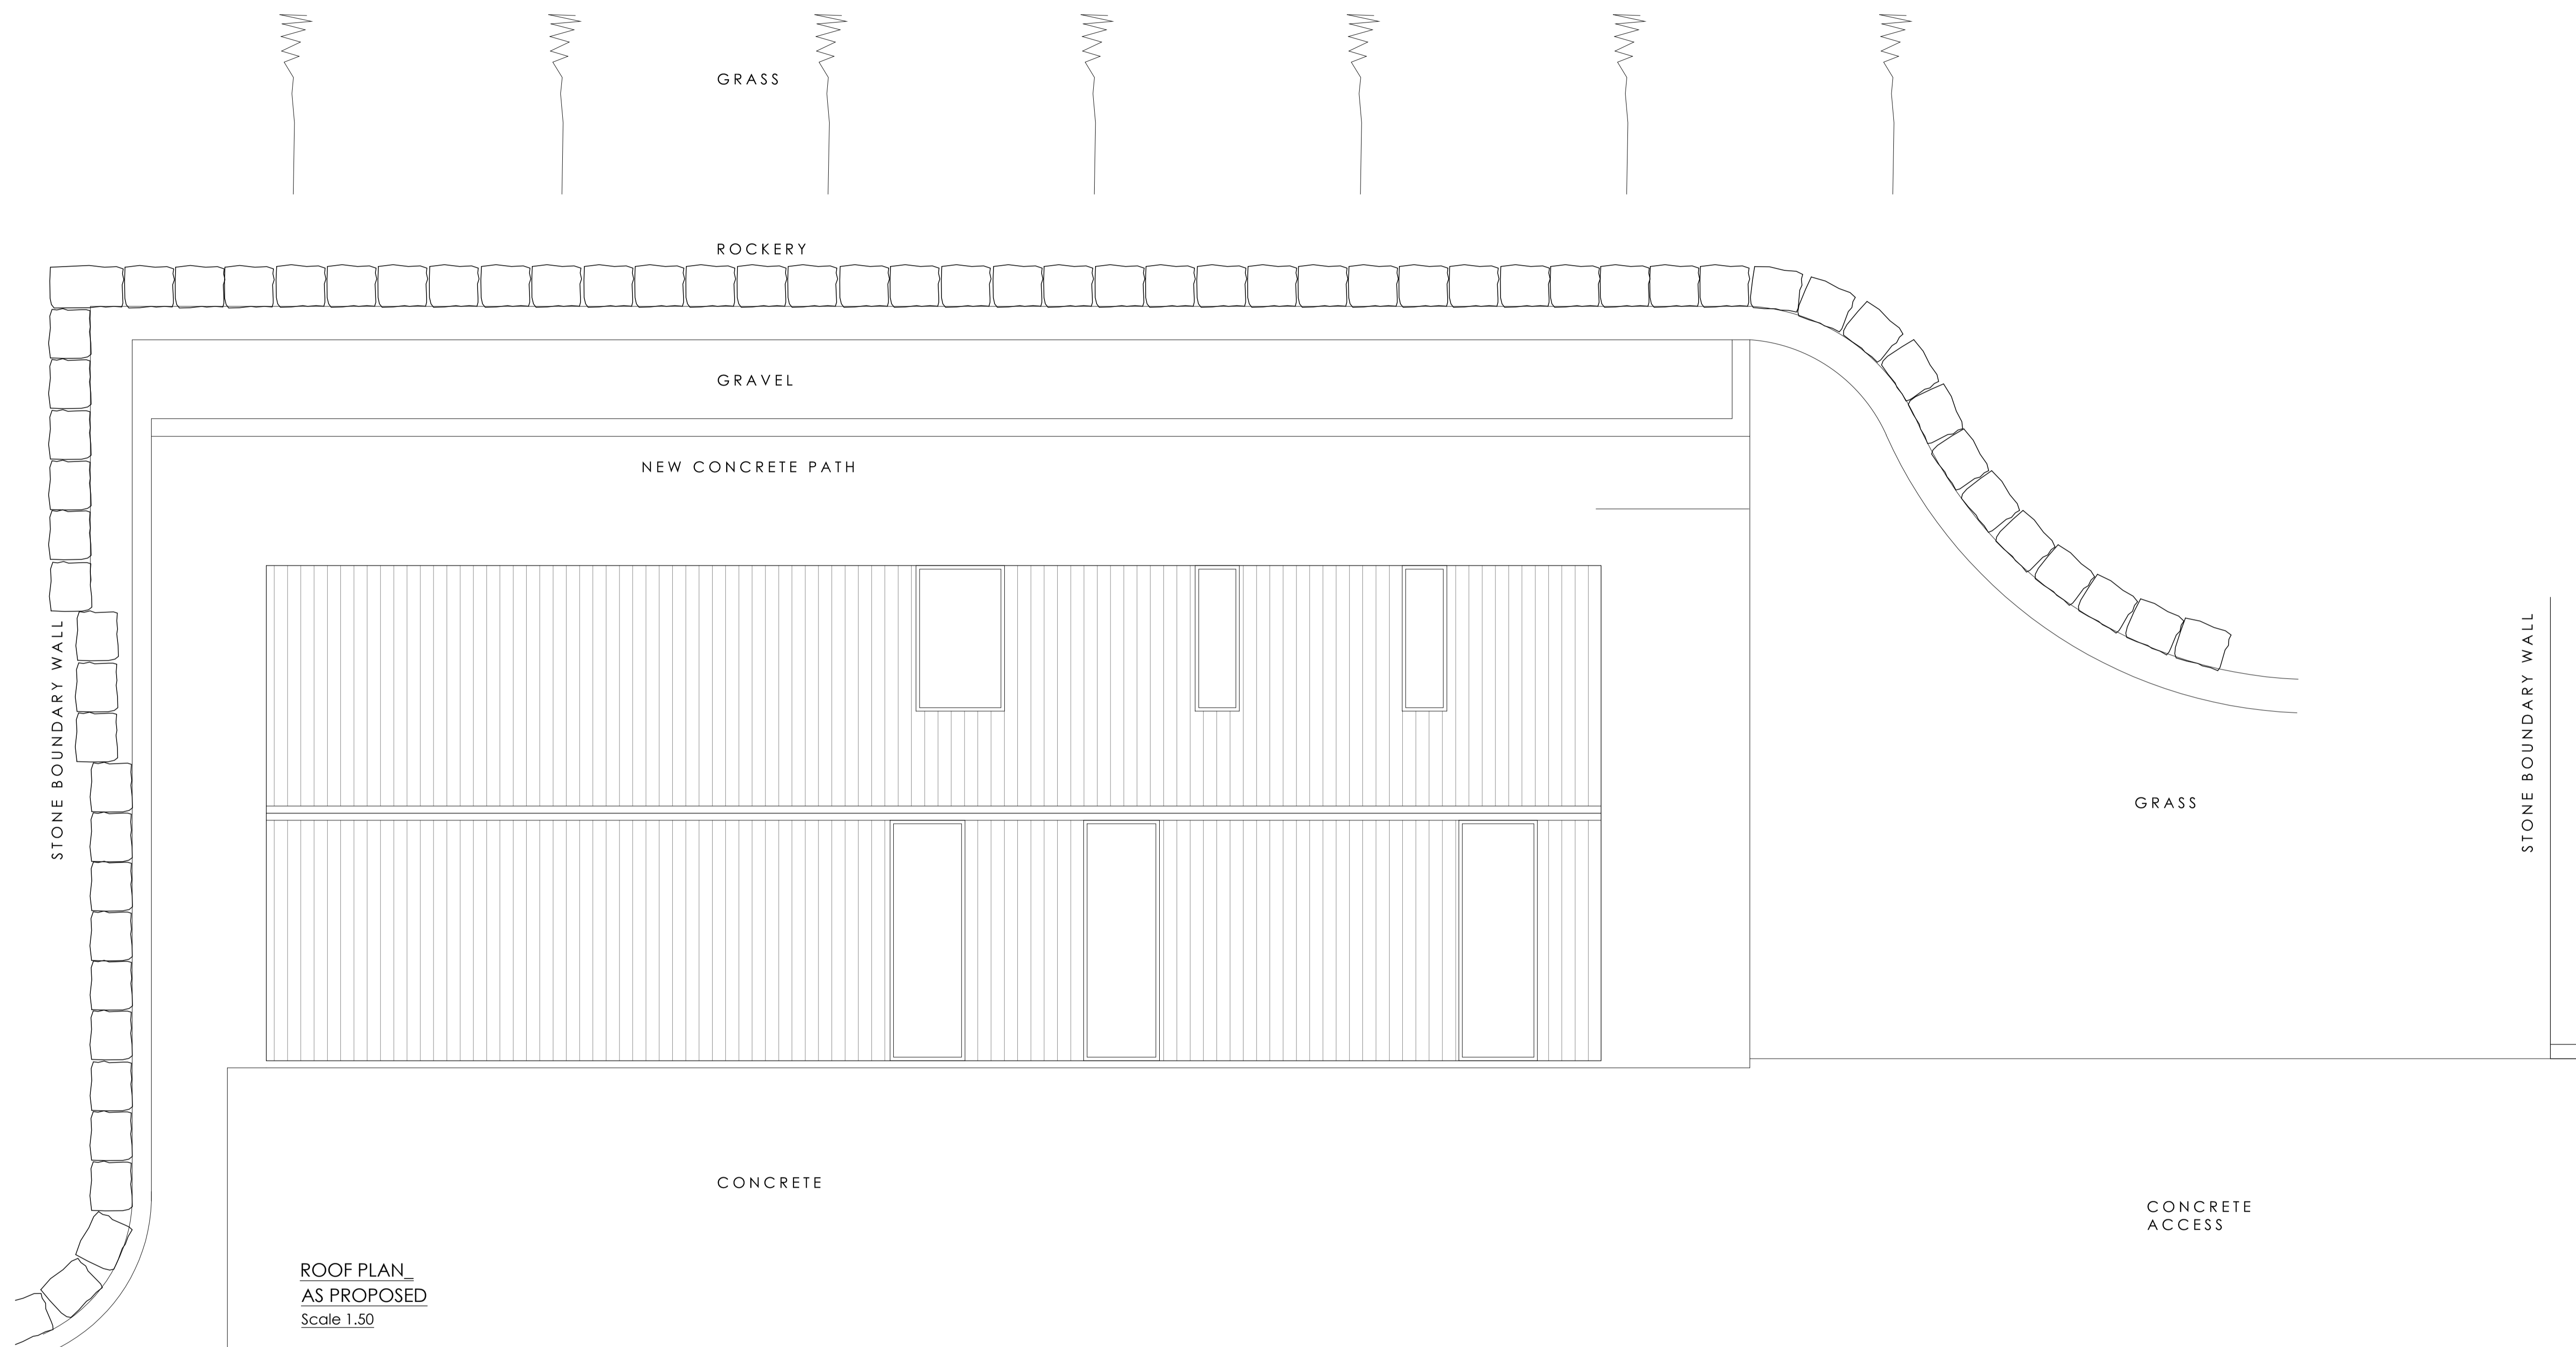 GRASS
ROCKERY
GRAVEL
NEW CONCRETE PATH
STONE BOUNDARY WALL
STONE BOUNDARY WALL
GRASS
CONCRETE
CONCRETE
ACCESS
ROOF PLAN_
AS PROPOSED
Scale 1.50